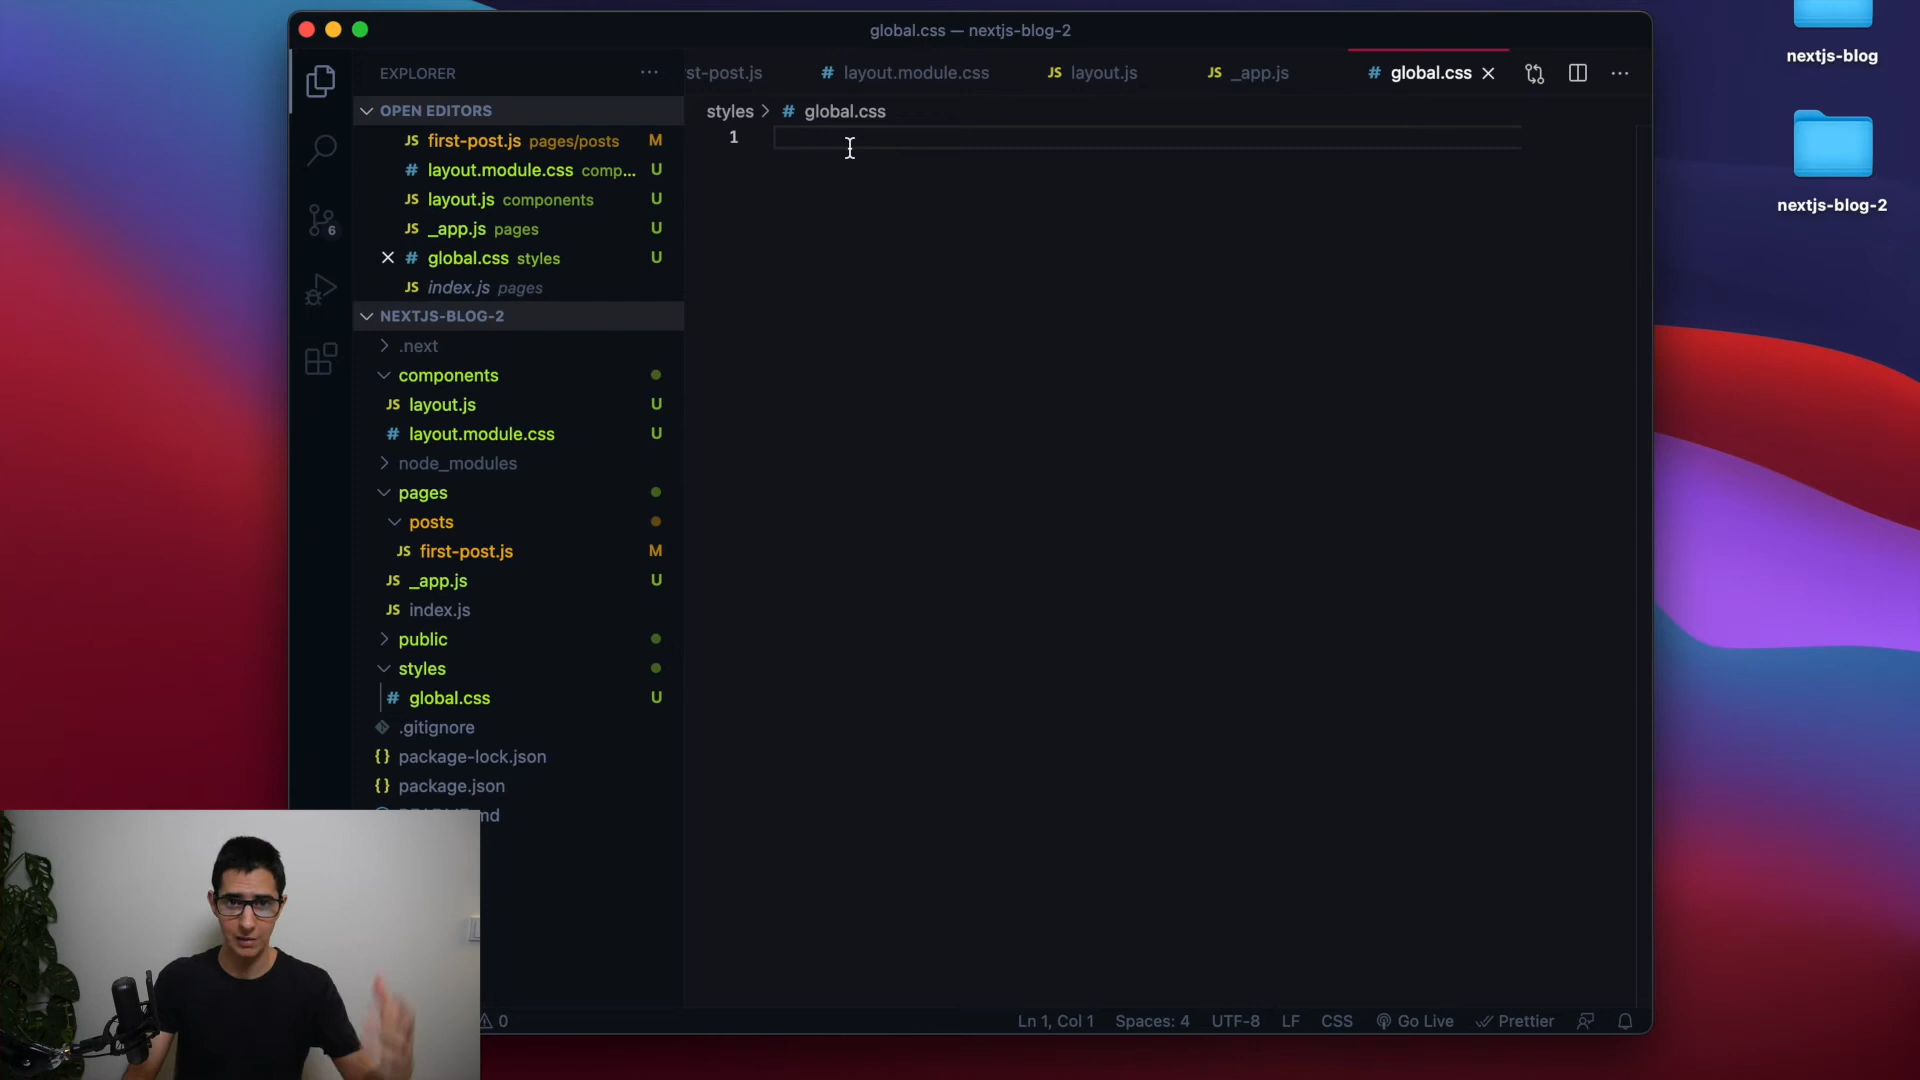 global.css — nextjs-blog-2
EXPLORER
st-post.js
# layout.module.css
JS layout.js
JS _app.js
# global.css
OPEN EDITORS
styles > # global.css
1
JS first-post.js pages/posts M
# layout.module.css comp... U
JS layout.js components U
JS _app.js pages U
# global.css styles U
JS index.js pages
6
NEXTJS-BLOG-2
.next
components
JS layout.js U
# layout.module.css U
node_modules
pages
posts
JS first-post.js M
JS _app.js U
JS index.js
public
styles
# global.css U
.gitignore
{} package-lock.json
{} package.json
md
0
Ln 1, Col 1 Spaces: 4 UTF-8 LF CSS Go Live Prettier
nextjs-blog
nextjs-blog-2